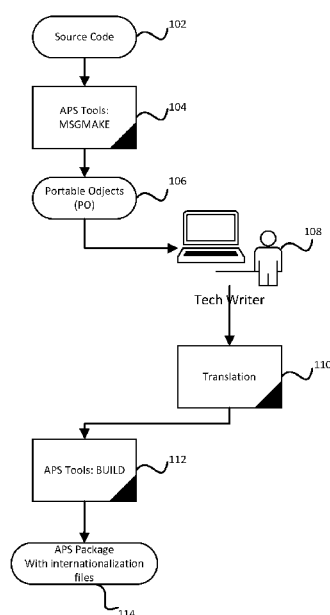 Source Code
102
APS Tools:
MSGMAKE
104
Portable Objects
(PO)
106
108
Tech Writer
Translation
110
APS Tools: BUILD
112
APS Package
With internationalization
files
114